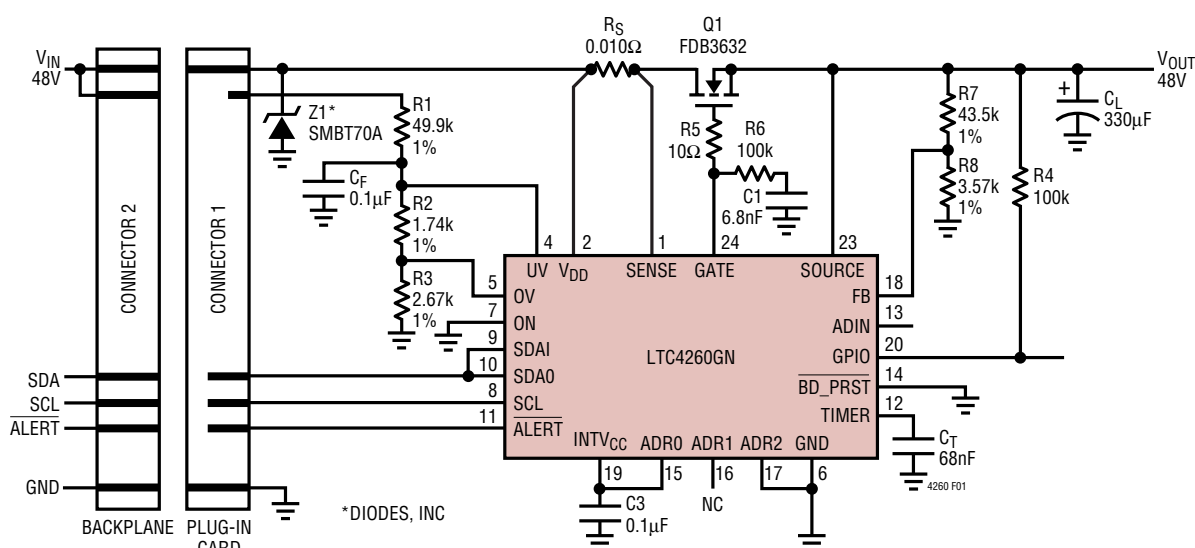 RS
0.010Ω
Q1
FDB3632
VIN
48V
VOUT
48V
Z1*
SMBT70A
R1
49.9k
1%
CF
0.1µF
R2
1.74k
1%
R3
2.67k
1%
R5
10Ω
R6
100k
C1
6.8nF
R7
43.5k
1%
R8
3.57k
1%
R4
100k
+
CL
330µF
CONNECTOR 2
CONNECTOR 1
4
2
1
24
23
UV
VDD
SENSE
GATE
SOURCE
5
OV
7
ON
9
SDAI
10
SDA0
8
SCL
11
ALERT
LTC4260GN
18
FB
13
ADIN
20
GPIO
14
BD_PRST
12
TIMER
INTVCC
ADR0
ADR1
ADR2
GND
19
15
16
17
6
NC
C3
0.1µF
CT
68nF
4260 F01
SDA
SCL
ALERT
GND
*DIODES, INC
BACKPLANE
PLUG-IN
CARD